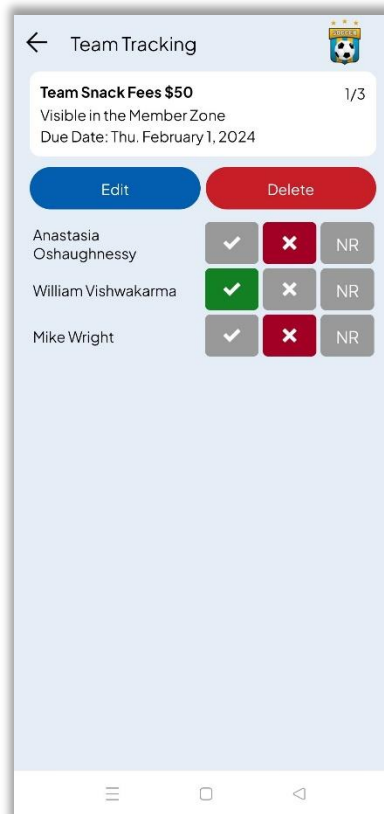 Team Tracking
SOCCER
Team Snack Fees $50 1/3
Visible in the Member Zone
Due Date: Thu. February 1, 2024
Edit Delete
Anastasia
Oshaughnessy
NR
William Vishwakarma NR
Mike Wright NR